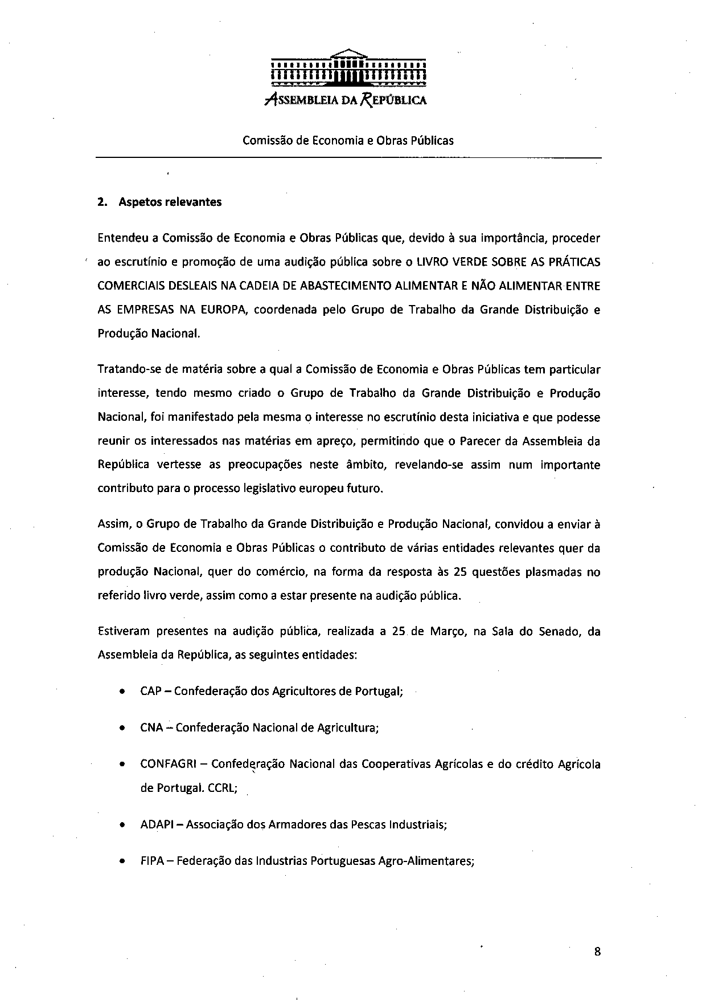 ASSEMBLEIA DA REPÚBLICA
Comissão de Economia e Obras Públicas
2. Aspetos relevantes
Entendeu a Comissão de Economia e Obras Públicas que, devido à sua importância, proceder
ao escrutínio e promoção de uma audição pública sobre o LIVRO VERDE SOBRE AS PRÁTICAS
COMERCIAIS DESLEAIS NA CADEIA DE ABASTECIMENTO ALIMENTAR E NÃO ALIMENTAR ENTRE
AS EMPRESAS NA EUROPA, coordenada pelo Grupo de Trabalho da Grande Distribuição e
Produção Nacional.
Tratando-se de matéria sobre a qual a Comissão de Economia e Obras Públicas tem particular
interesse, tendo mesmo criado o Grupo de Trabalho da Grande Distribuição e Produção
Nacional, foi manifestado pela mesma o interesse no escrutínio desta iniciativa e que podesse
reunir os interessados nas matérias em apreço, permitindo que o Parecer da Assembleia da
República vertesse as preocupações neste âmbito, revelando-se assim num importante
contributo para o processo legislativo europeu futuro.
Assim, o Grupo de Trabalho da Grande Distribuição e Produção Nacional, convidou a enviar à
Comissão de Economia e Obras Públicas o contributo de várias entidades relevantes quer da
produção Nacional, quer do comércio, na forma da resposta às 25 questões plasmadas no
referido livro verde, assim como a estar presente na audição pública.
Estiveram presentes na audição pública, realizada a 25 de Março, na Sala do Senado, da
Assembleia da República, as seguintes entidades:
• CAP – Confederação dos Agricultores de Portugal;
• CNA – Confederação Nacional de Agricultura;
• CONFAGRI – Confederação Nacional das Cooperativas Agrícolas e do crédito Agrícola
de Portugal. CCRL;
• ADAPI – Associação dos Armadores das Pescas Industriais;
• FIPA – Federação das Industrias Portuguesas Agro-Alimentares;
8